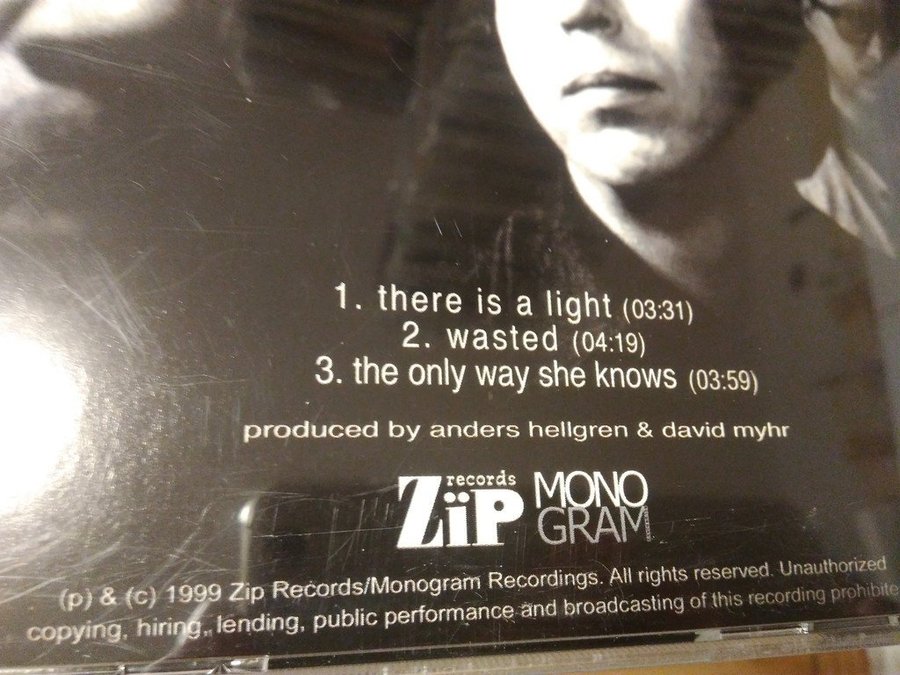 1. there is a light (03:31)
2. wasted (04:19)
3. the only way she knows (03:59)
produced by anders hellgren & david myhr
records
Zip
MONO
GRAM
(p) & (c) 1999 Zip Records/Monogram Recordings. All rights reserved. Unauthorized
copying, hiring, lending, public performance and broadcasting of this recording prohibite